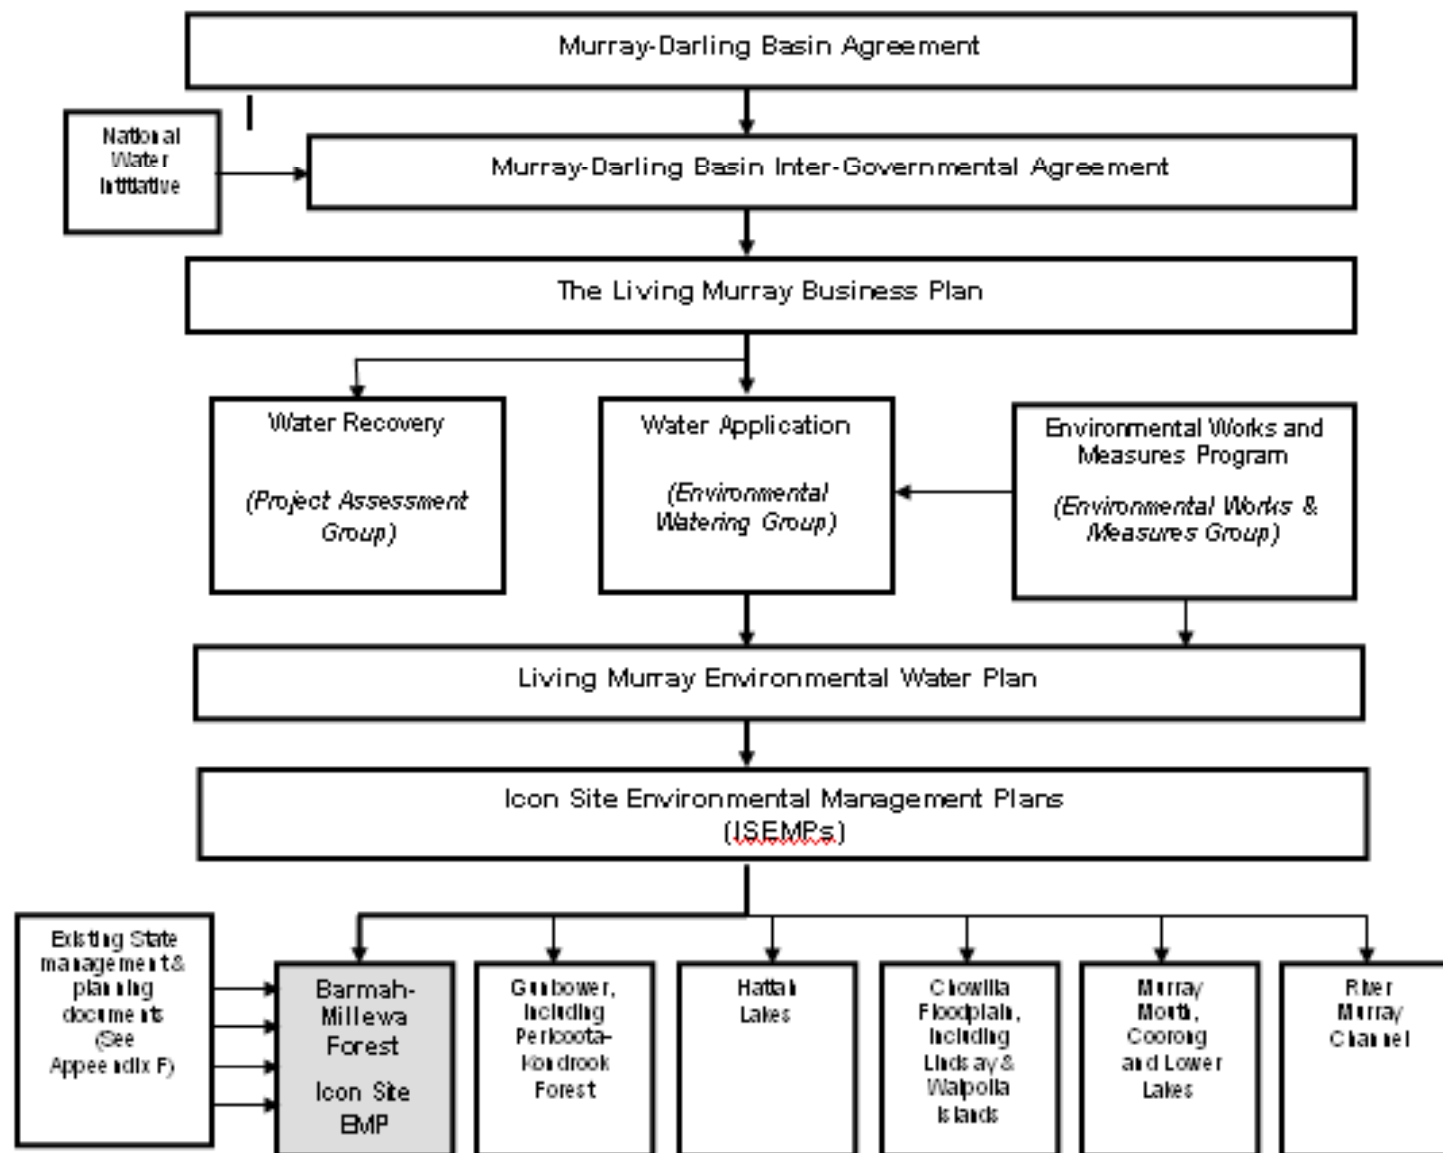 Murray-Darling Basin Agreement
National
Water
Intitiative
Murray-Darling Basin Inter-Governmental Agreement
The Living Murray Business Plan
Water Recovery
(Project Assessment
Group)
Water Application
(Environmental
Watering Group)
Environmental Works and
Measures Program
(Environmental Works &
Measures Group)
Living Murray Environmental Water Plan
Icon Site Environmental Management Plans
(ISEMPs)
Existing State
management &
planning
documents
(See
Appeendix F)
Barmah-
Millewa
Forest
Icon Site
EMP
Gunbower,
Including
Pericoota-
Kondrook
Forest
Hattah
Lakes
Chowilla
Floodplain,
Including
Lindsay &
Walpolla
Islands
Murray
Mouth,
Coorong
and Lower
Lakes
River
Murray
Channel